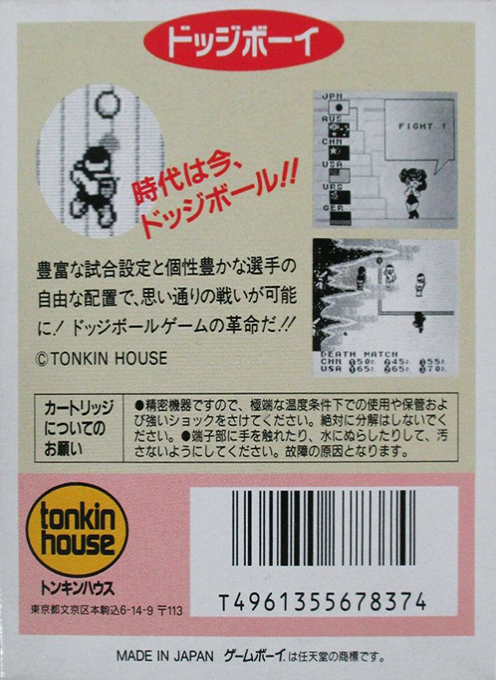 ドッジボーイ
時代は今、
ドッジボール!!
JPN
AUS
CHN
USA
URS
GER
FIGHT !
豊富な試合設定と個性豊かな選手の
自由な配置で、思い通りの戦いが可能
に! ドッジボールゲームの革命だ!!
©TONKIN HOUSE
DEATH MATCH
CHN ①50P. ②45P. ③55P.
USA ①65P. ②65P. ③70P.
カートリッジ
についての
お願い
●精密機器ですので、極端な温度条件下での使用や保管およ
び強いショックをさけてください。絶対に分解はしないでく
ださい。●端子部に手を触れたり、水にぬらしたりして、汚
さないようにしてください。故障の原因となります。
tonkin
house
トンキンハウス
東京都文京区本駒込6-14-9 〒113
T4961355678374
MADE IN JAPAN ゲームボーイは任天堂の商標です。